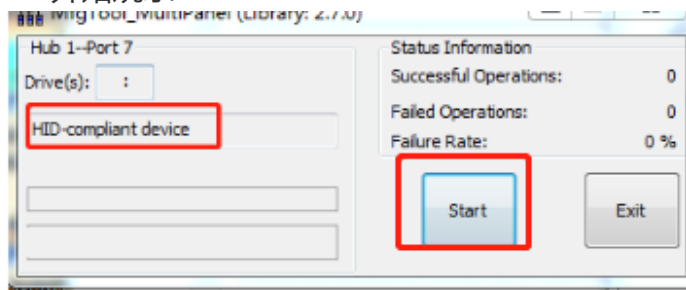 MfgTool_MultiPanel (Library: 2.7.0)
Hub 1--Port 7
Drive(s): :
HID-compliant device
Status Information
Successful Operations: 0
Failed Operations: 0
Failure Rate: 0 %
Start
Exit